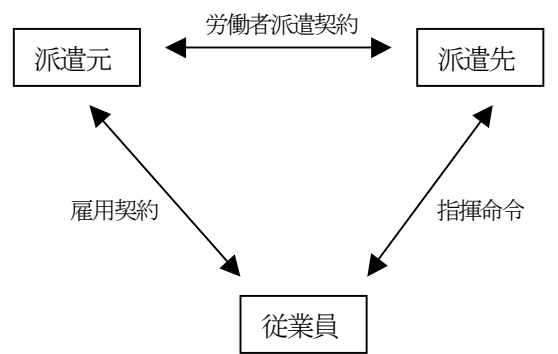 労働者派遣契約
派遣元
派遣先
雇用契約
指揮命令
従業員